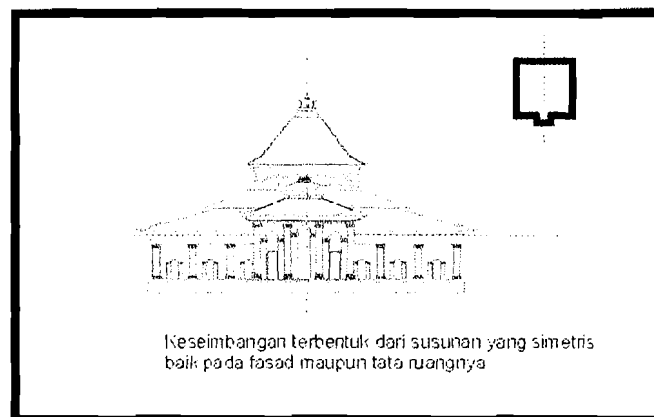 Keseimbangan terbentuk dari susunan yang simetris
baik pada fasad maupun tata ruangnya